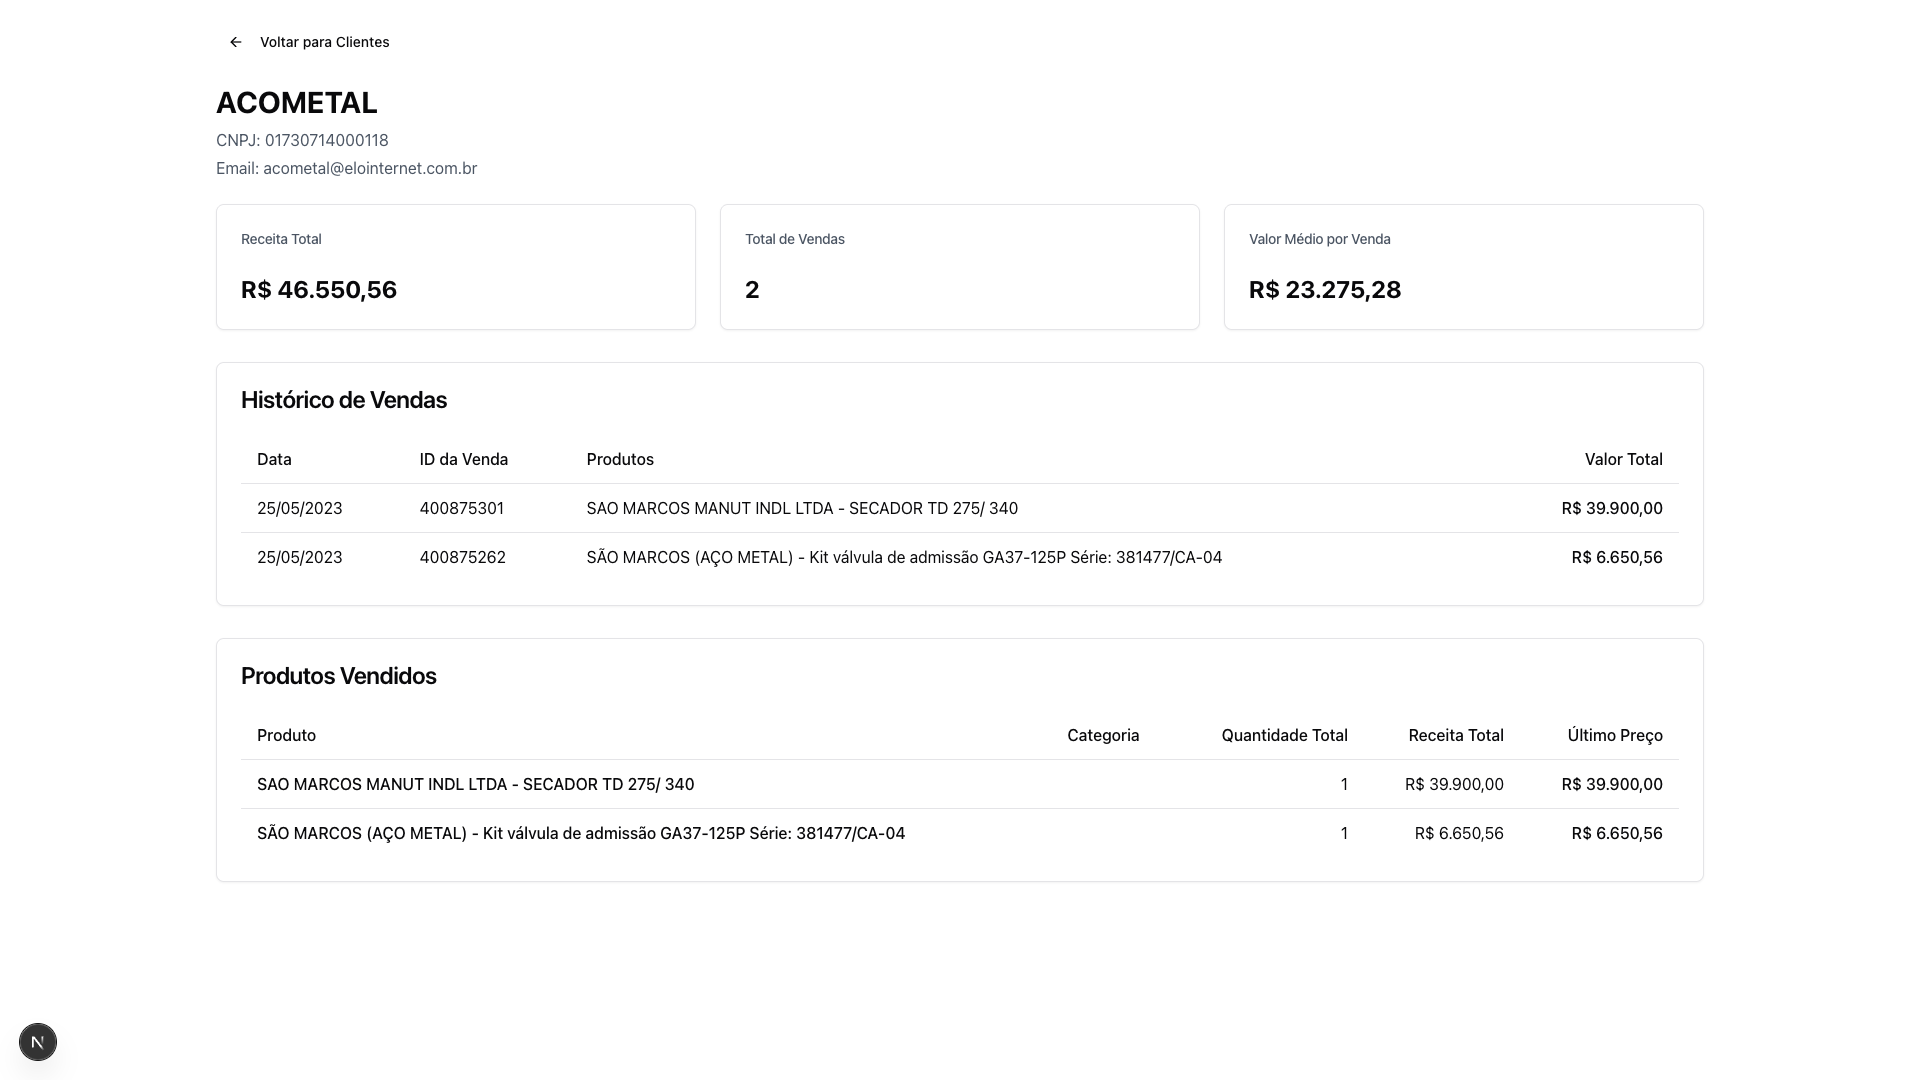 Voltar para Clientes
ACOMETAL
CNPJ: 01730714000118
Email: acometal@elointernet.com.br
Receita Total
R$ 46.550,56
Total de Vendas
2
Valor Médio por Venda
R$ 23.275,28
Histórico de Vendas
Data ID da Venda Produtos Valor Total
25/05/2023 400875301 SAO MARCOS MANUT INDL LTDA - SECADOR TD 275/ 340 R$ 39.900,00
25/05/2023 400875262 SÃO MARCOS (AÇO METAL) - Kit válvula de admissão GA37-125P Série: 381477/CA-04 R$ 6.650,56
Produtos Vendidos
Produto Categoria Quantidade Total Receita Total Último Preço
SAO MARCOS MANUT INDL LTDA - SECADOR TD 275/ 340 1 R$ 39.900,00 R$ 39.900,00
SÃO MARCOS (AÇO METAL) - Kit válvula de admissão GA37-125P Série: 381477/CA-04 1 R$ 6.650,56 R$ 6.650,56
N